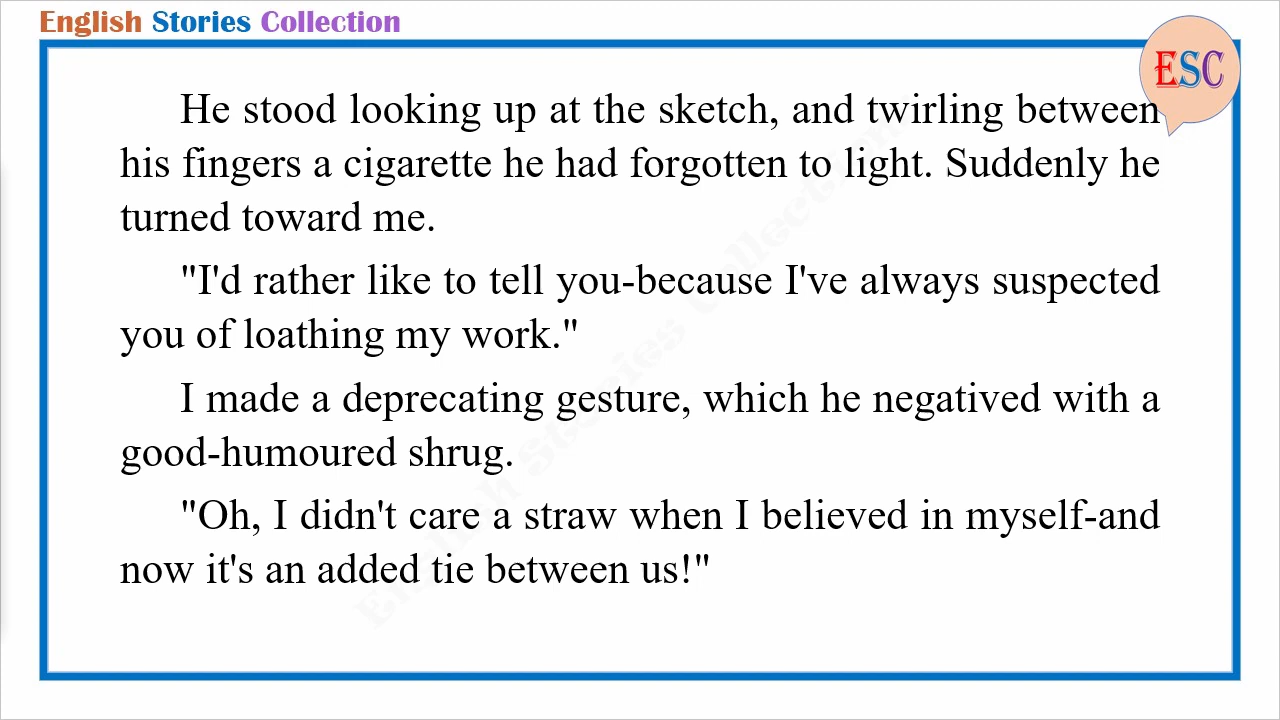 English Stories Collection
ESC
He stood looking up at the sketch, and twirling between
his fingers a cigarette he had forgotten to light. Suddenly he
turned toward me.
"I'd rather like to tell you-because I've always suspected
you of loathing my work."
I made a deprecating gesture, which he negatived with a
good-humoured shrug.
"Oh, I didn't care a straw when I believed in myself-and
now it's an added tie between us!"
English Stories Collection